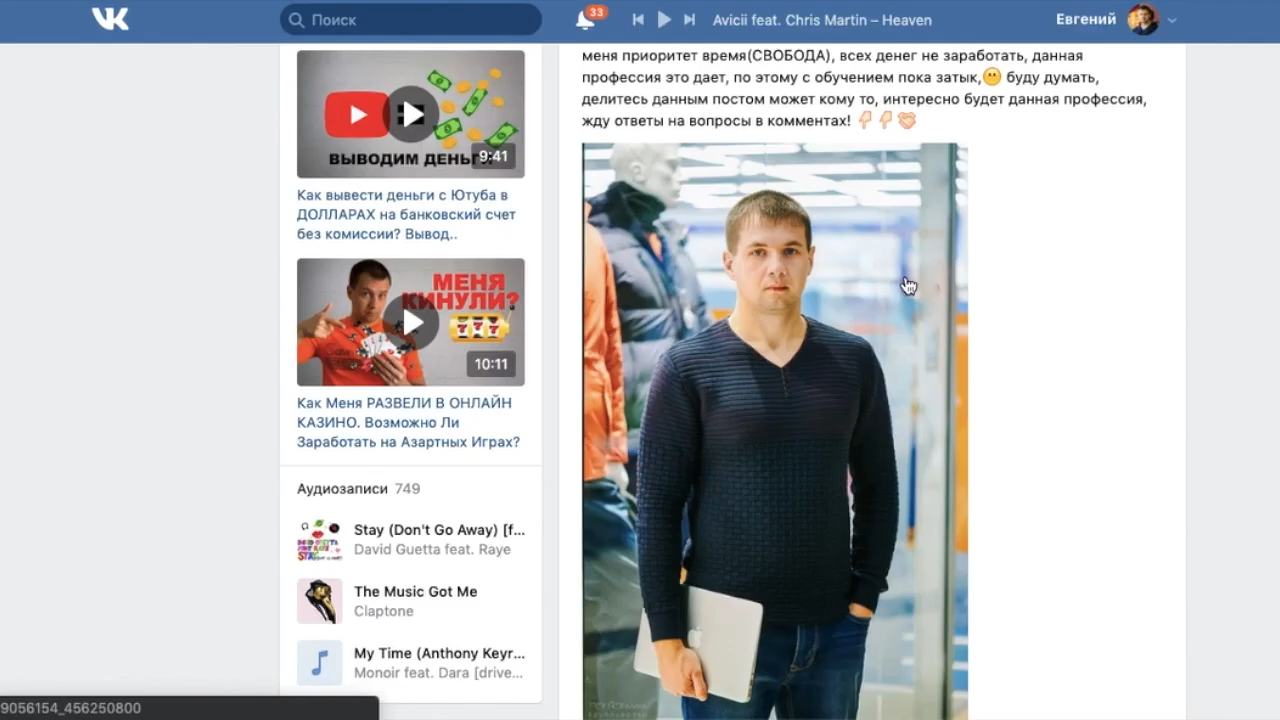 Поиск
33
Avicii feat. Chris Martin – Heaven
Евгений
ВЫВОДИМ ДЕНЬГ
9:41
Как вывести деньги с Ютуба в
ДОЛЛАРАХ на банковский счет
без комиссии? Вывод..
МЕНЯ
КИНУЛИ?
777
10:11
Как Меня РАЗВЕЛИ В ОНЛАЙН
КАЗИНО. Возможно Ли
Заработать на Азартных Играх?
Аудиозаписи 749
Stay (Don't Go Away) [f...
David Guetta feat. Raye
The Music Got Me
Claptone
My Time (Anthony Keyr...
Monoir feat. Dara [drive...
9056154_456250800
меня приоритет время(СВОБОДА), всех денег не заработать, данная
профессия это дает, по этому с обучением пока затык, буду думать,
делитесь данным постом может кому то, интересно будет данная профессия,
жду ответы на вопросы в комментах!